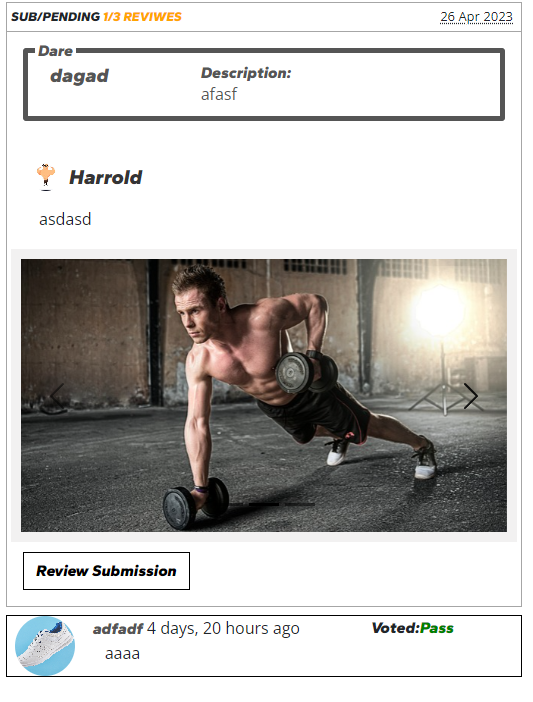 SUB/PENDING 1/3 REVIWES 26 Apr 2023
Dare
dagad Description:
afasf
Harrold
asdasd
Review Submission
adfadf 4 days, 20 hours ago Voted:Pass
aaaa